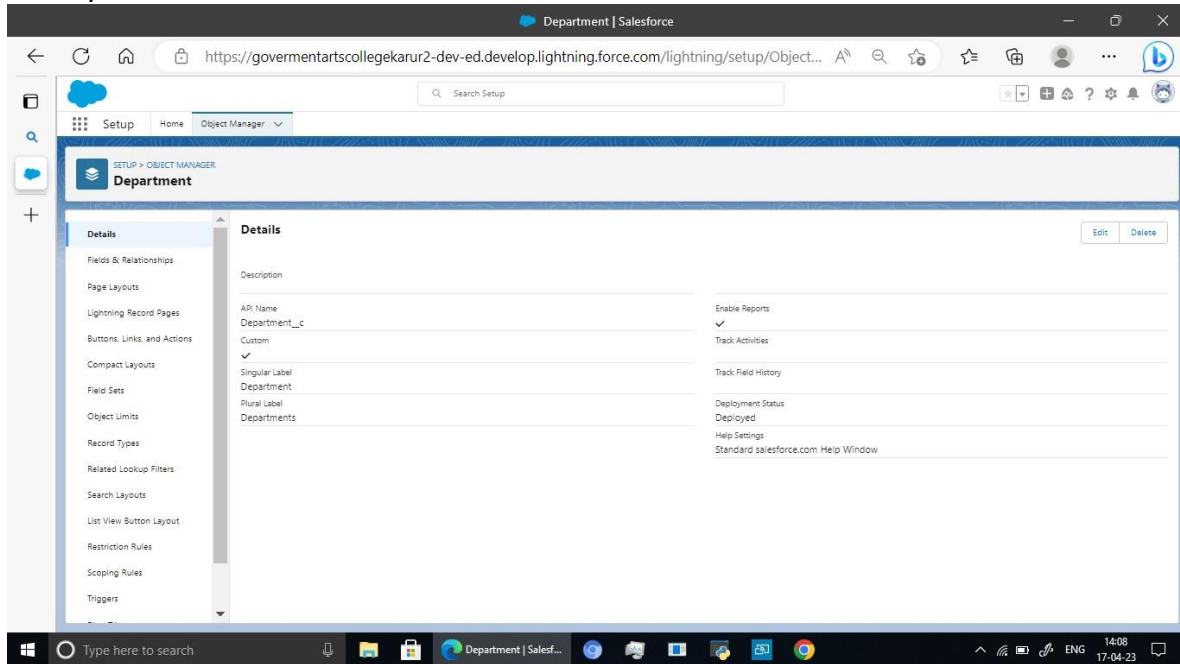 Department | Salesforce
https://govermentartscollegekarur2-dev-ed.develop.lightning.force.com/lightning/setup/Object...
Search Setup
Setup Home Object Manager
SETUP > OBJECT MANAGER
Department
Details
Fields & Relationships
Page Layouts
Lightning Record Pages
Buttons, Links, and Actions
Compact Layouts
Field Sets
Object Limits
Record Types
Related Lookup Filters
Search Layouts
List View Button Layout
Restriction Rules
Scoping Rules
Triggers
Details
Edit Delete
Description
API Name
Department__c
Custom
Singular Label
Department
Plural Label
Departments
Enable Reports
Track Activities
Track Field History
Deployment Status
Deployed
Help Settings
Standard salesforce.com Help Window
Type here to search
Department | Salesf...
ENG
14:08
17-04-23